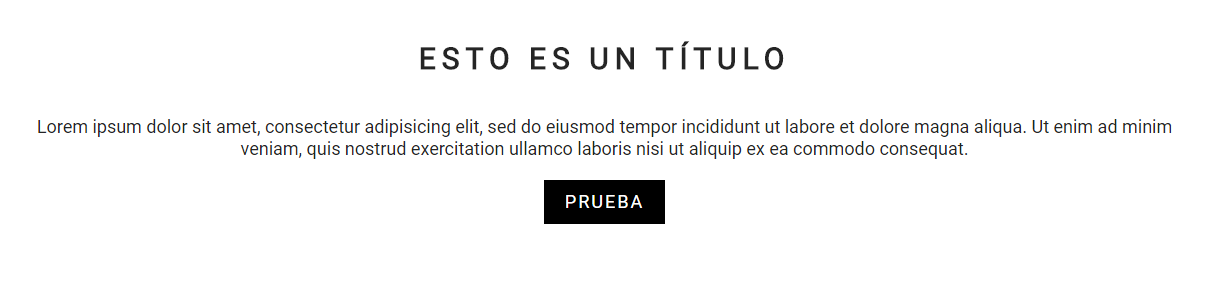 ESTO ES UN TÍTULO
Lorem ipsum dolor sit amet, consectetur adipisicing elit, sed do eiusmod tempor incididunt ut labore et dolore magna aliqua. Ut enim ad minim
veniam, quis nostrud exercitation ullamco laboris nisi ut aliquip ex ea commodo consequat.
PRUEBA